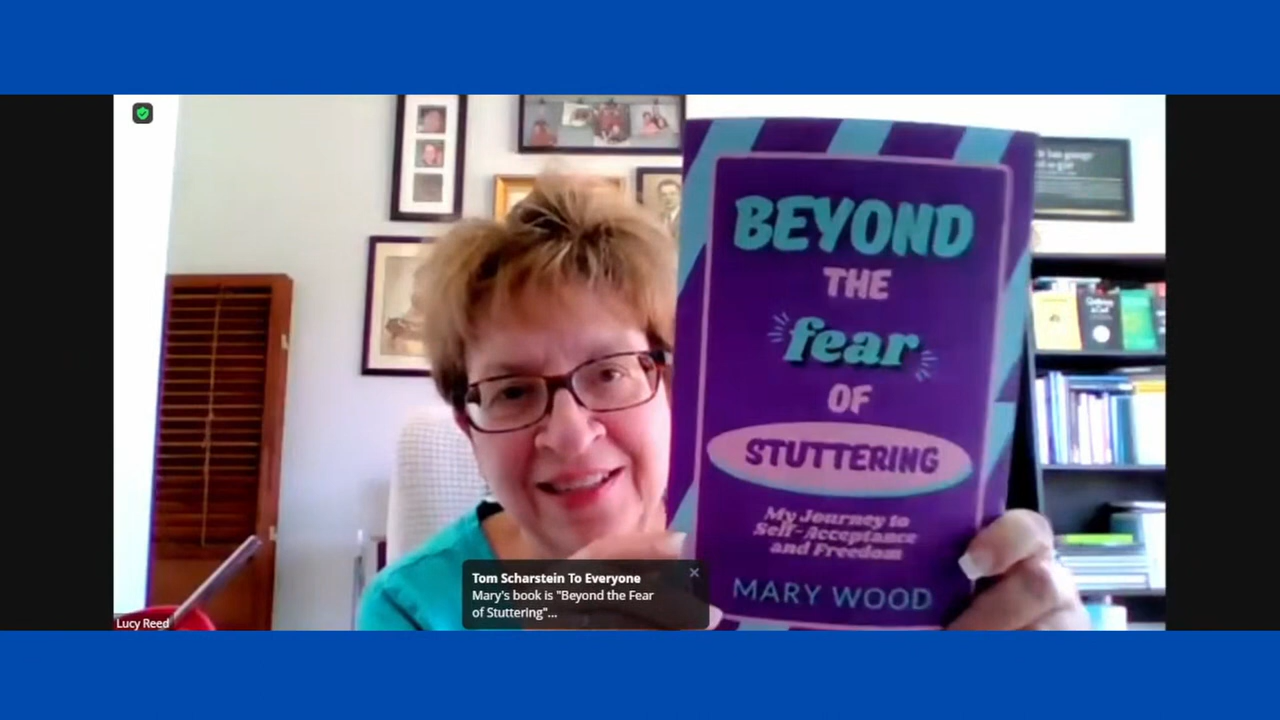 BEYOND
THE
fear
OF
STUTTERING
My Journey to
Self-Acceptance
and Freedom
MARY WOOD
Tom Scharstein To Everyone
Mary's book is "Beyond the Fear
of Stuttering"...
Lucy Reed